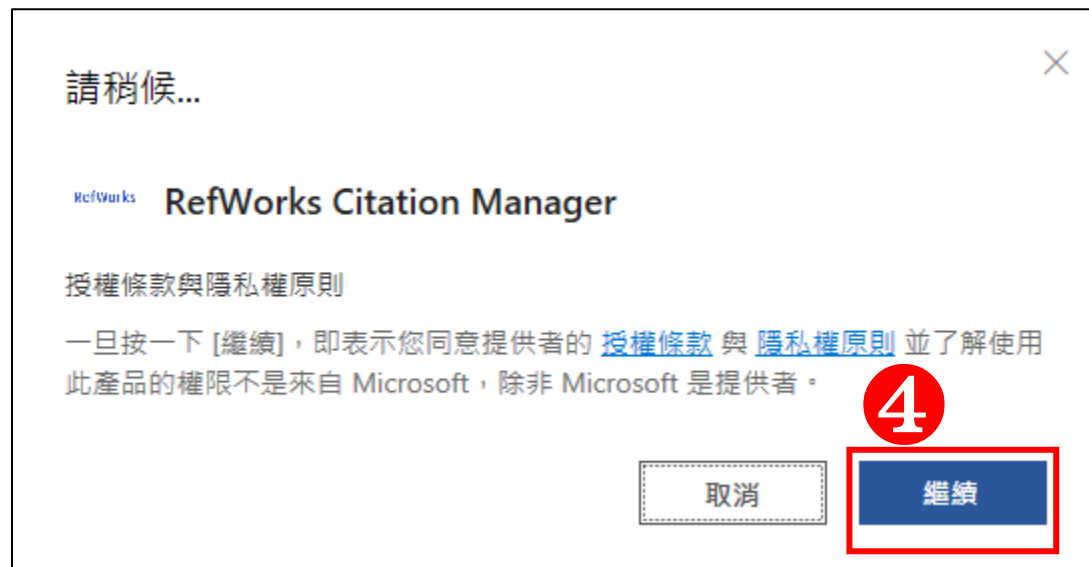 請稍候...
RefWorks RefWorks Citation Manager
授權條款與隱私權原則
一旦按一下 [繼續]，即表示您同意提供者的 授權條款 與 隱私權原則 並了解使用
此產品的權限不是來自 Microsoft，除非 Microsoft 是提供者。
4
取消 繼續